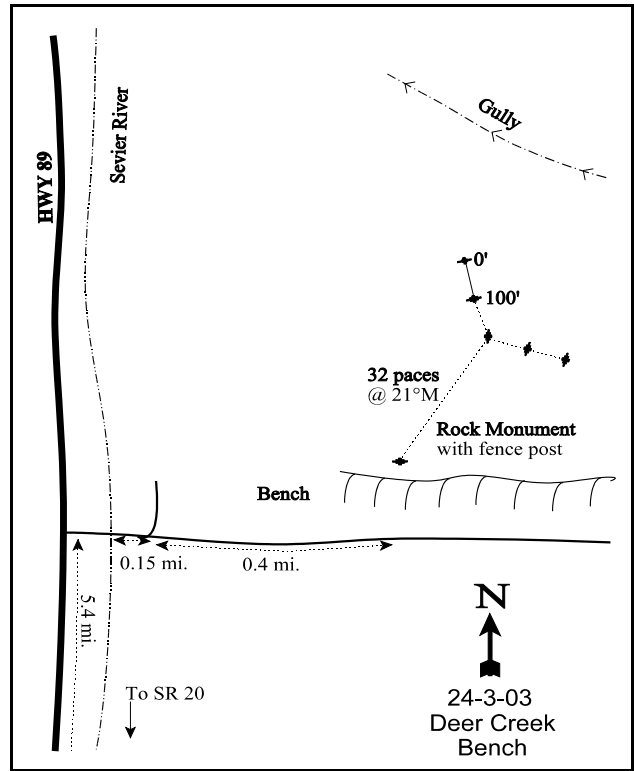 HWY 89
Sevier River
Gully
0'
100'
32 paces
@ 21°M
Rock Monument
with fence post
Bench
0.15 mi.
0.4 mi.
5.4 mi.
To SR 20
N
24-3-03
Deer Creek
Bench